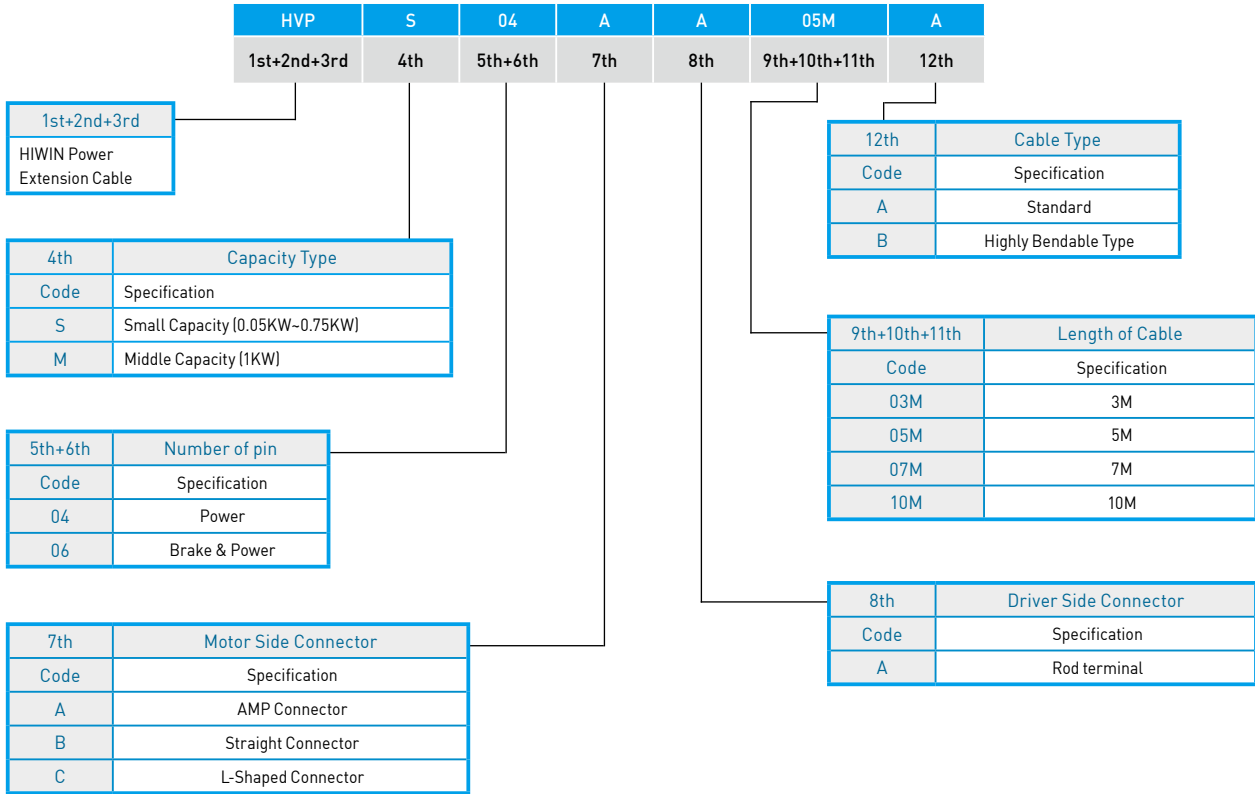 HVP S 04 A A 05M A
1st+2nd+3rd 4th 5th+6th 7th 8th 9th+10th+11th 12th
1st+2nd+3rd
HIWIN Power
Extension Cable
4th Capacity Type
Code Specification
S Small Capacity (0.05KW~0.75KW)
M Middle Capacity (1KW)
5th+6th Number of pin
Code Specification
04 Power
06 Brake & Power
7th Motor Side Connector
Code Specification
A AMP Connector
B Straight Connector
C L-Shaped Connector
12th Cable Type
Code Specification
A Standard
B Highly Bendable Type
9th+10th+11th Length of Cable
Code Specification
03M 3M
05M 5M
07M 7M
10M 10M
8th Driver Side Connector
Code Specification
A Rod terminal